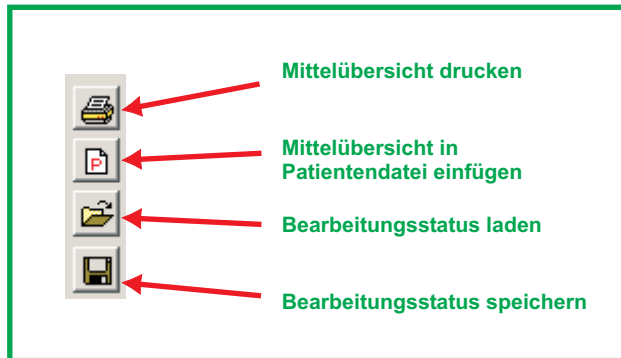 Mittelübersicht drucken
P
Mittelübersicht in
Patientendatei einfügen
Bearbeitungsstatus laden
Bearbeitungsstatus speichern